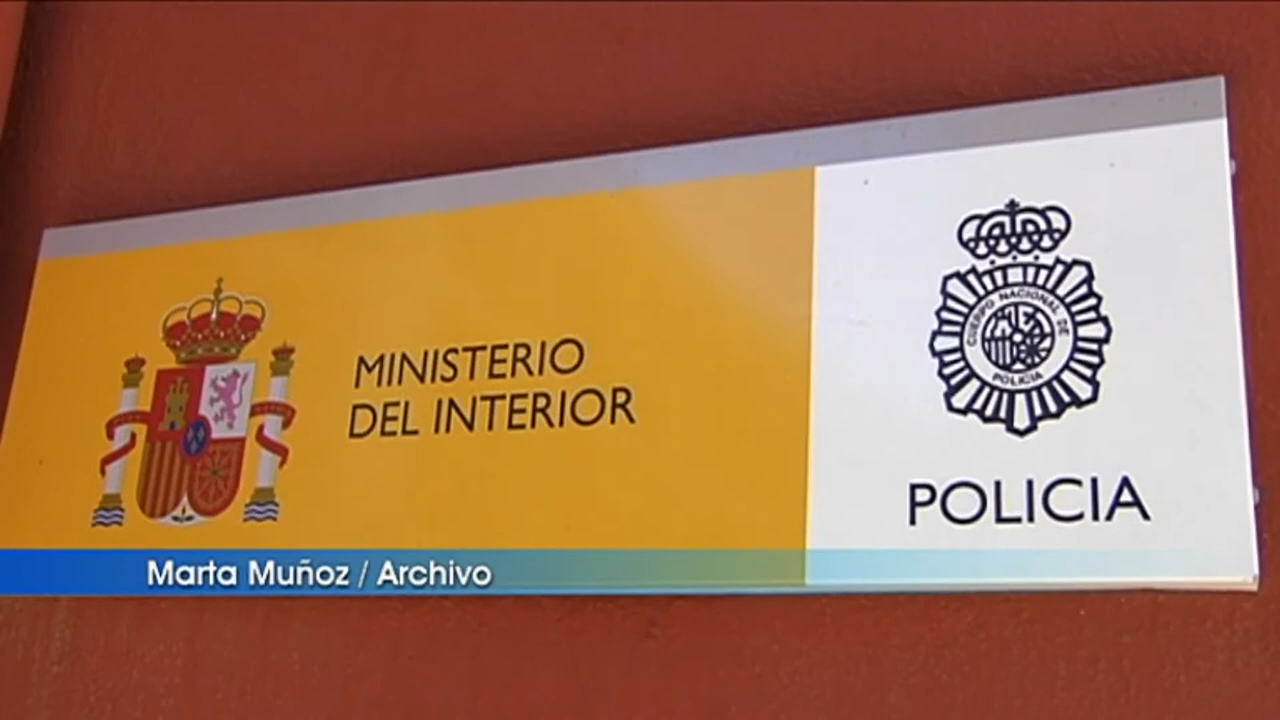 MINISTERIO
DEL INTERIOR
CUERPO NACIONAL DE
POLICIA
POLICIA
Marta Muñoz / Archivo